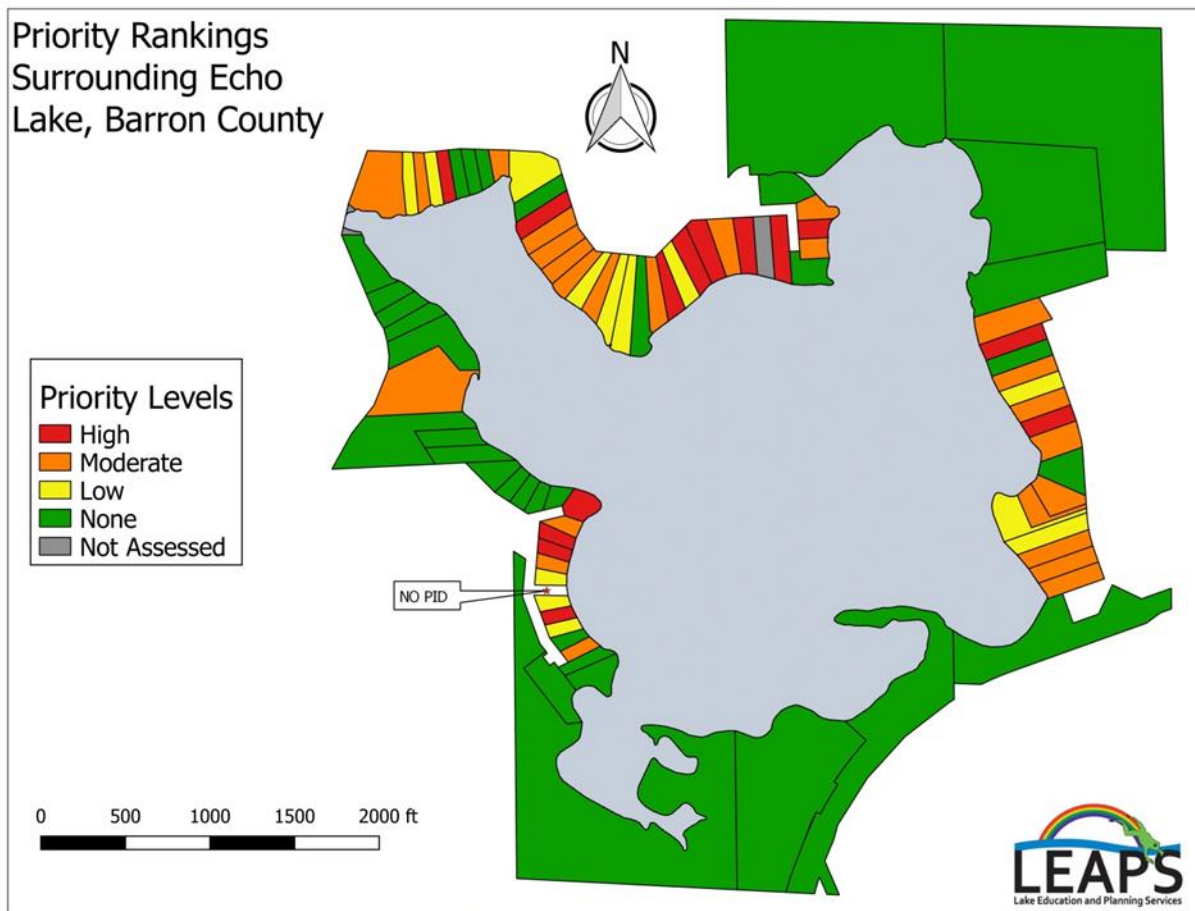 Priority Rankings
Surrounding Echo
Lake, Barron County
N
Priority Levels
High
Moderate
Low
None
Not Assessed
NO PID
0 500 1000 1500 2000 ft
LEAPS
Lake Education and Planning Services